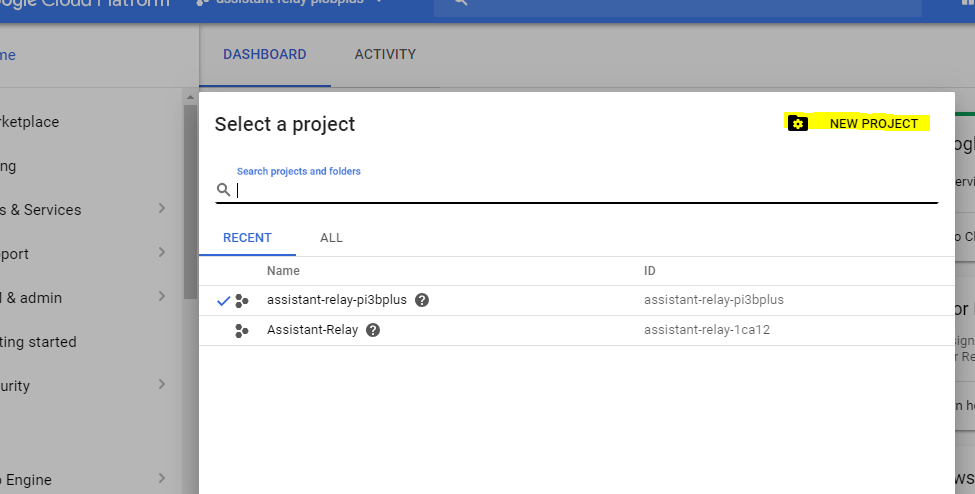 ogle Cloud Platform
assistant-relay-pi3bplus
me
DASHBOARD
ACTIVITY
rketplace
ng
s & Services
port
l & admin
ting started
urity
Engine
Select a project
NEW PROJECT
Search projects and folders
RECENT
ALL
Name
ID
assistant-relay-pi3bplus
assistant-relay-pi3bplus
Assistant-Relay
assistant-relay-1ca12
ogl
ervi
o Cl
or
sign
r Re
n he
ws